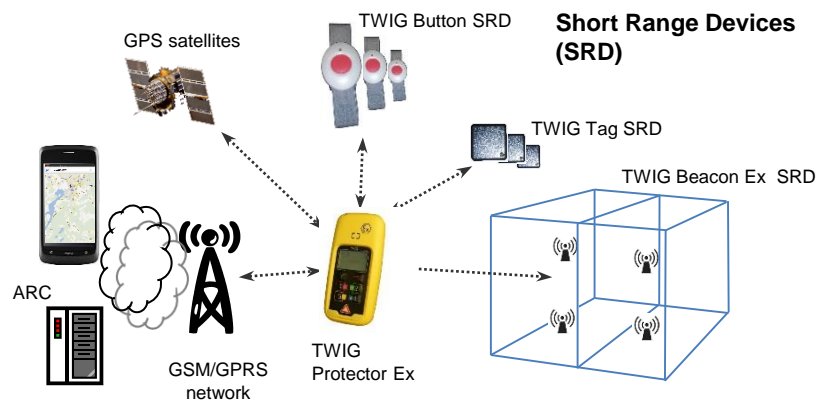 TWIG Button SRD
Short Range Devices
(SRD)
GPS satellites
TWIG Tag SRD
TWIG Beacon Ex SRD
ARC
GSM/GPRS
network
TWIG
Protector Ex